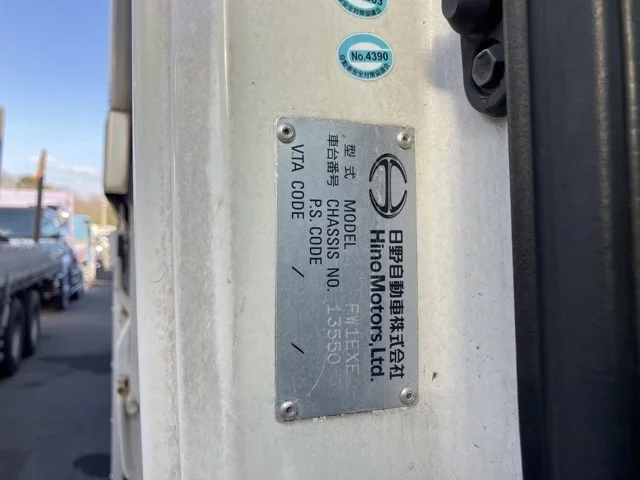 No.4390
日野自動車株式会社
Hino Motors, Ltd.
型式 MODEL FW1EXE
車台番号 CHASSIS NO. 13550
P.S. CODE
VTA CODE / /